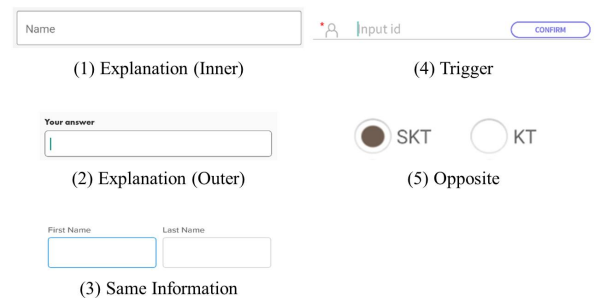 Name
(1) Explanation (Inner)
Your answer
(2) Explanation (Outer)
First Name Last Name
(3) Same Information
* Input id CONFIRM
(4) Trigger
SKT KT
(5) Opposite